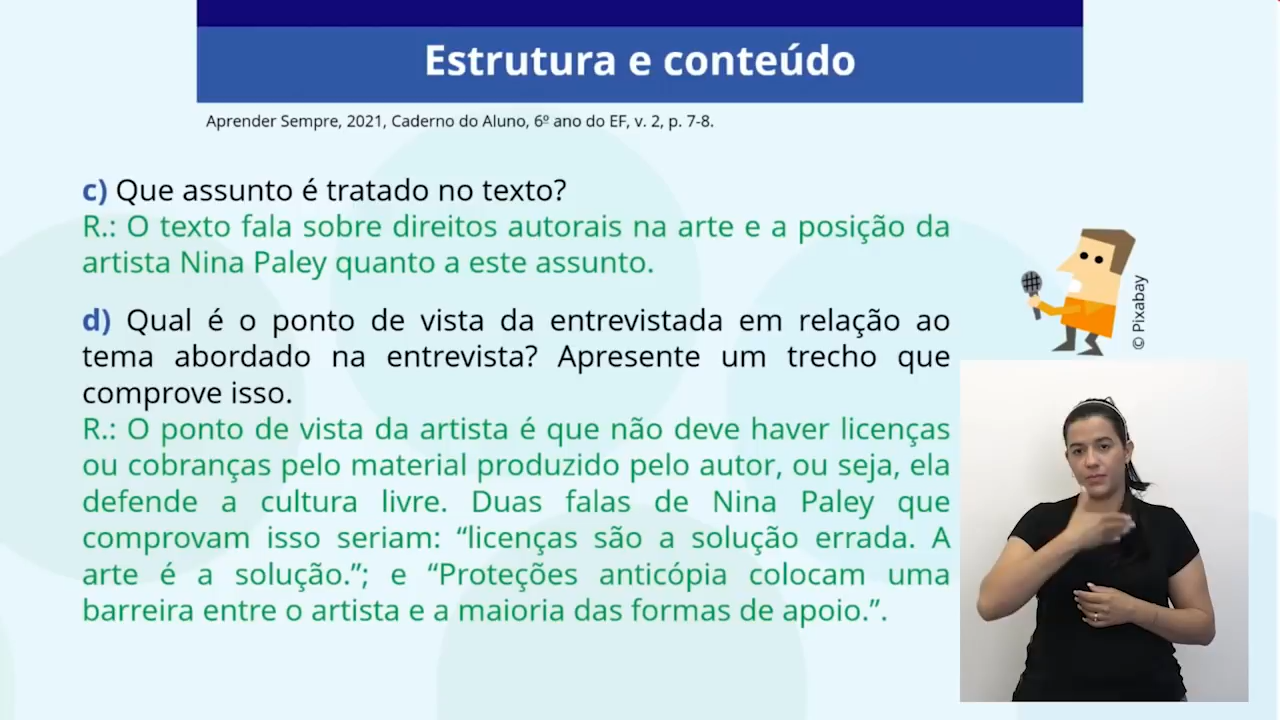 Estrutura e conteúdo
Aprender Sempre, 2021, Caderno do Aluno, 6º ano do EF, v. 2, p. 7-8.
c) Que assunto é tratado no texto?
R.: O texto fala sobre direitos autorais na arte e a posição da
artista Nina Paley quanto a este assunto.
d) Qual é o ponto de vista da entrevistada em relação ao
tema abordado na entrevista? Apresente um trecho que
comprove isso.
R.: O ponto de vista da artista é que não deve haver licenças
ou cobranças pelo material produzido pelo autor, ou seja, ela
defende a cultura livre. Duas falas de Nina Paley que
comprovam isso seriam: “licenças são a solução errada. A
arte é a solução.”; e “Proteções anticópia colocam uma
barreira entre o artista e a maioria das formas de apoio.”.
© Pixabay